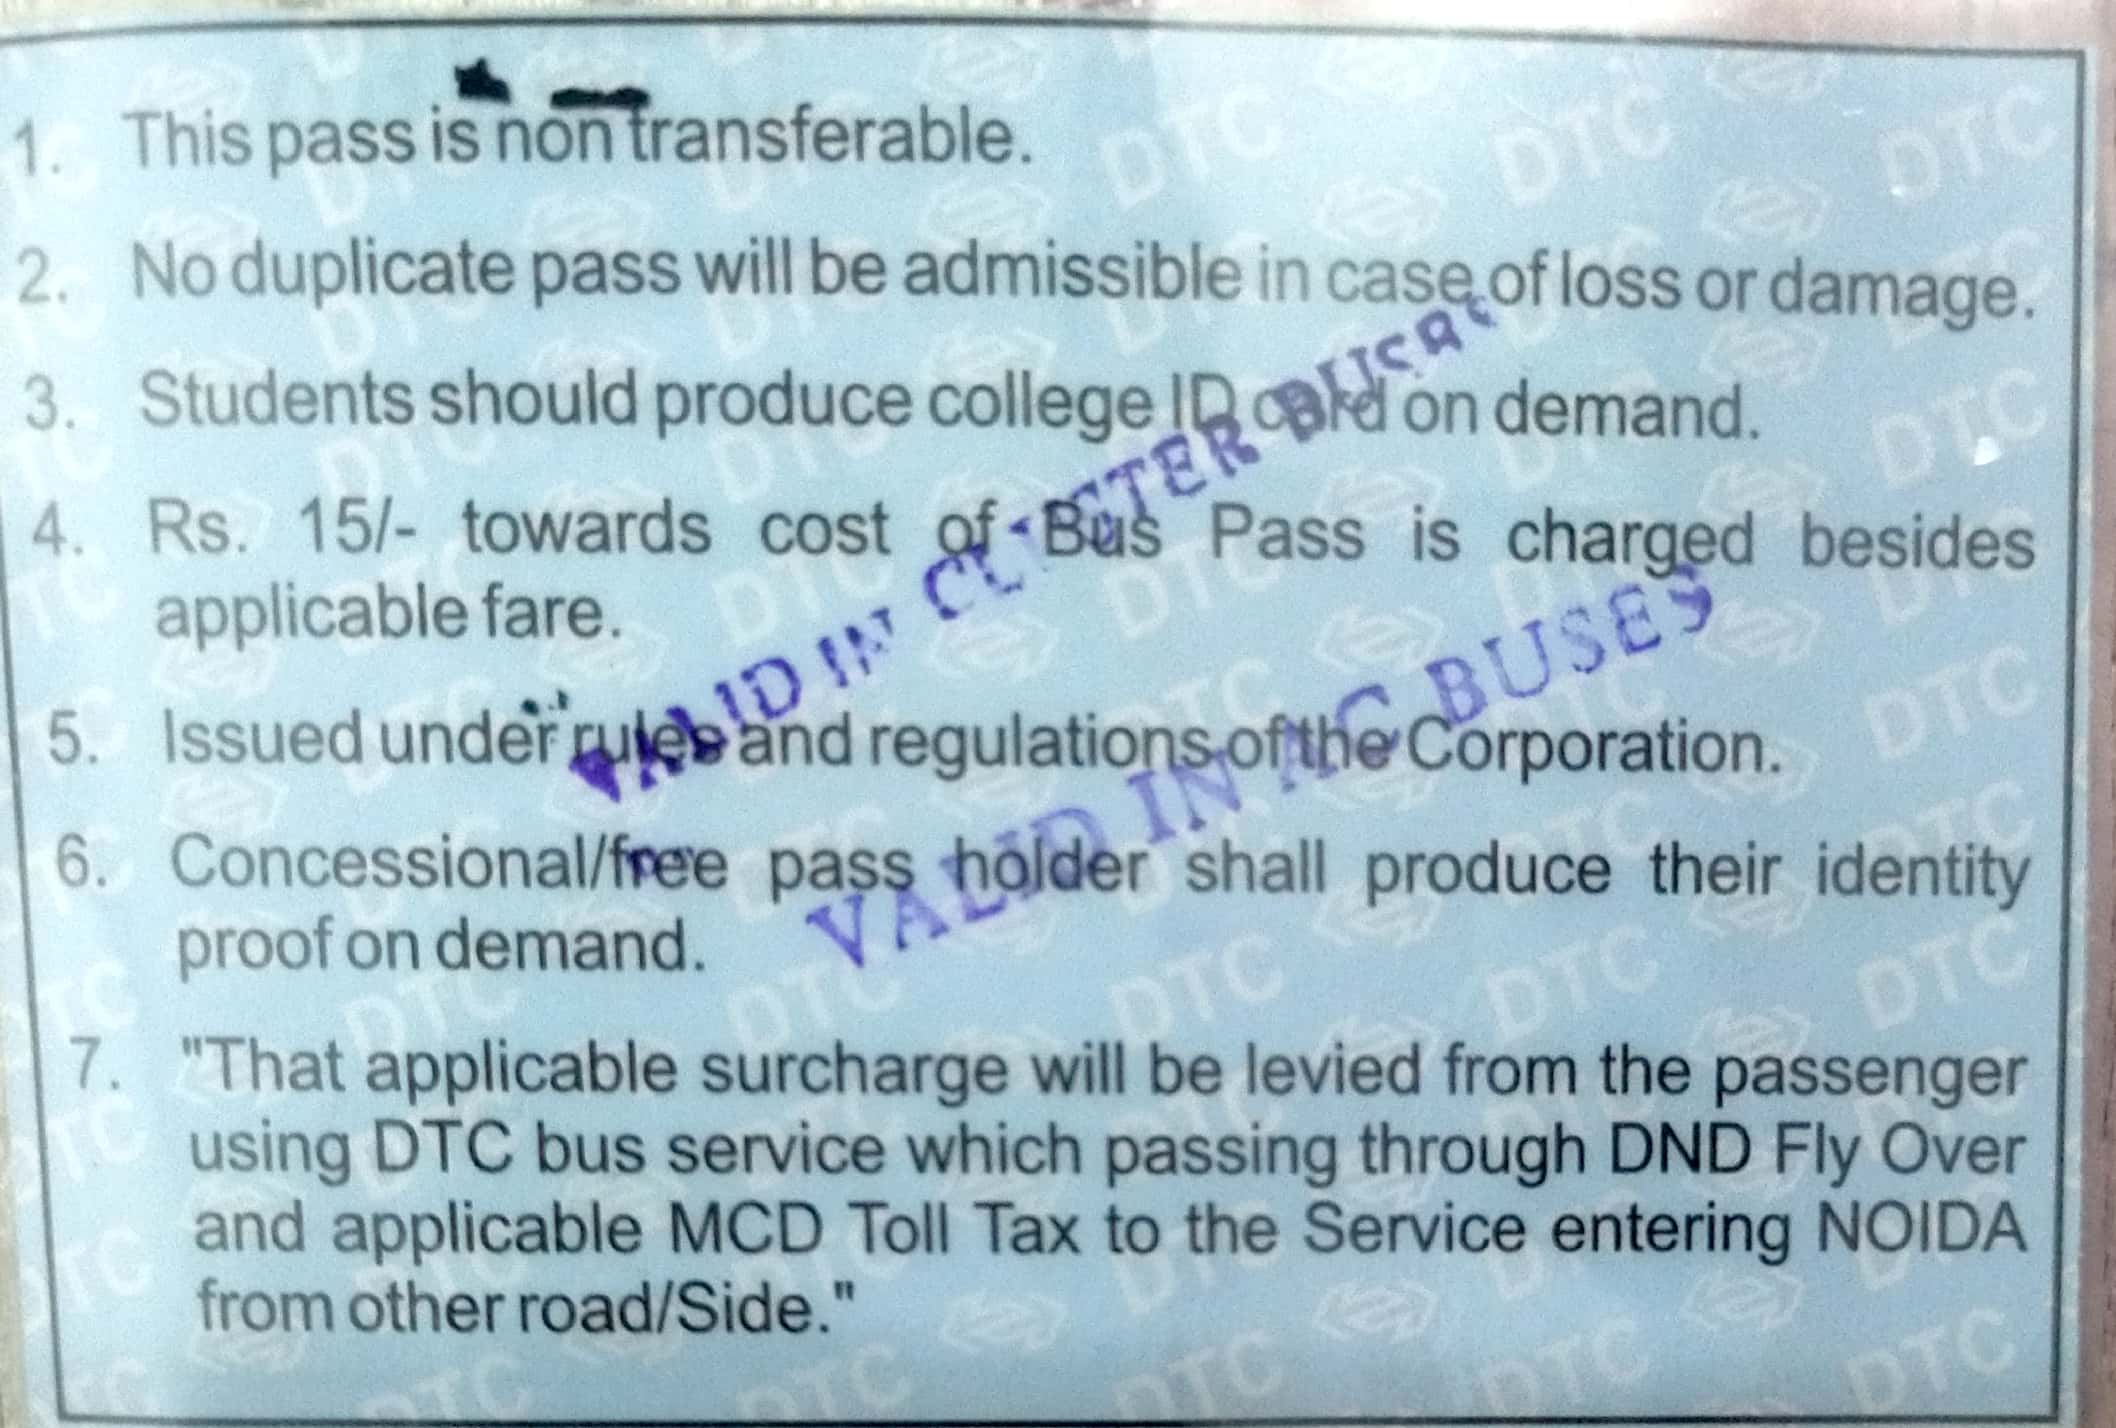 1. This pass is non transferable.
2. No duplicate pass will be admissible in case of loss or damage.
3. Students should produce college ID card on demand.
4. Rs. 15/- towards cost of Bus Pass is charged besides
applicable fare.
5. Issued under rules and regulations of the Corporation.
6. Concessional/free pass holder shall produce their identity
proof on demand.
7. "That applicable surcharge will be levied from the passenger
using DTC bus service which passing through DND Fly Over
and applicable MCD Toll Tax to the Service entering NOIDA
from other road/Side."
VALID IN CLUSTER BUSES
VALID IN AC BUSES
DTC